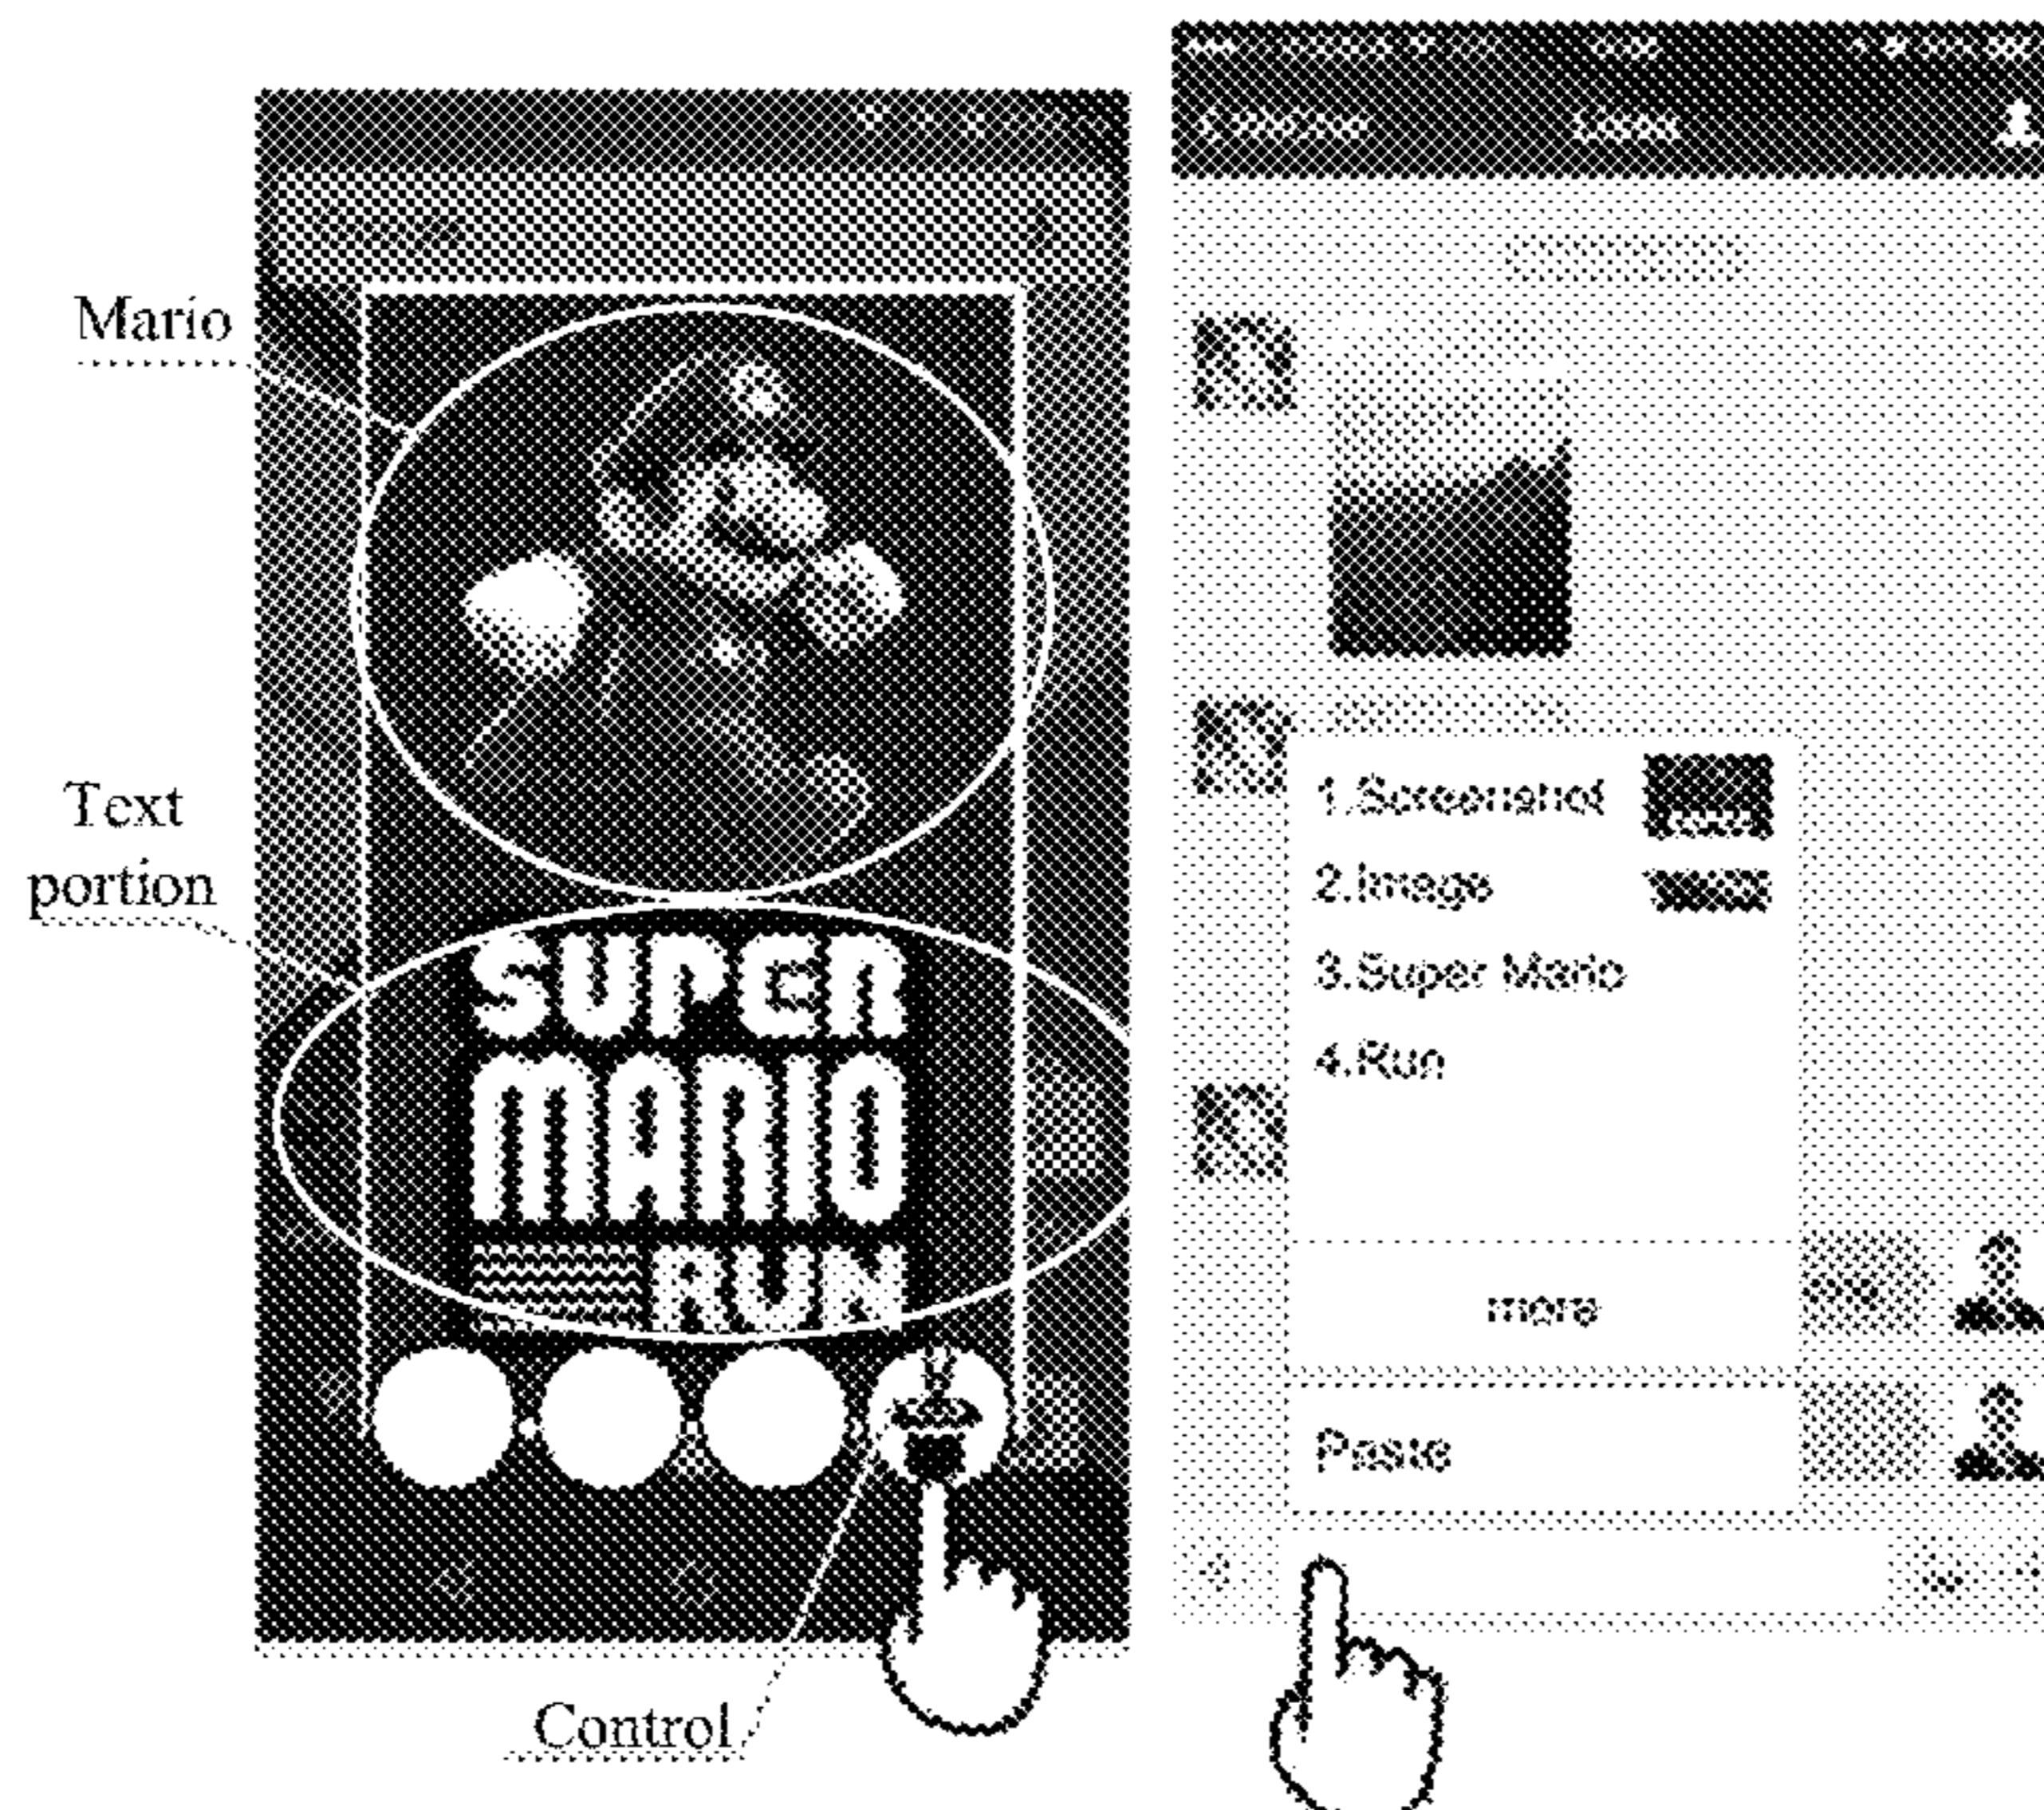 Mario
Text
portion
SUPER
MARIO
RUN
Control
1.Screenshot
2.Image
3.Super Mario
4.Run
more
Paste